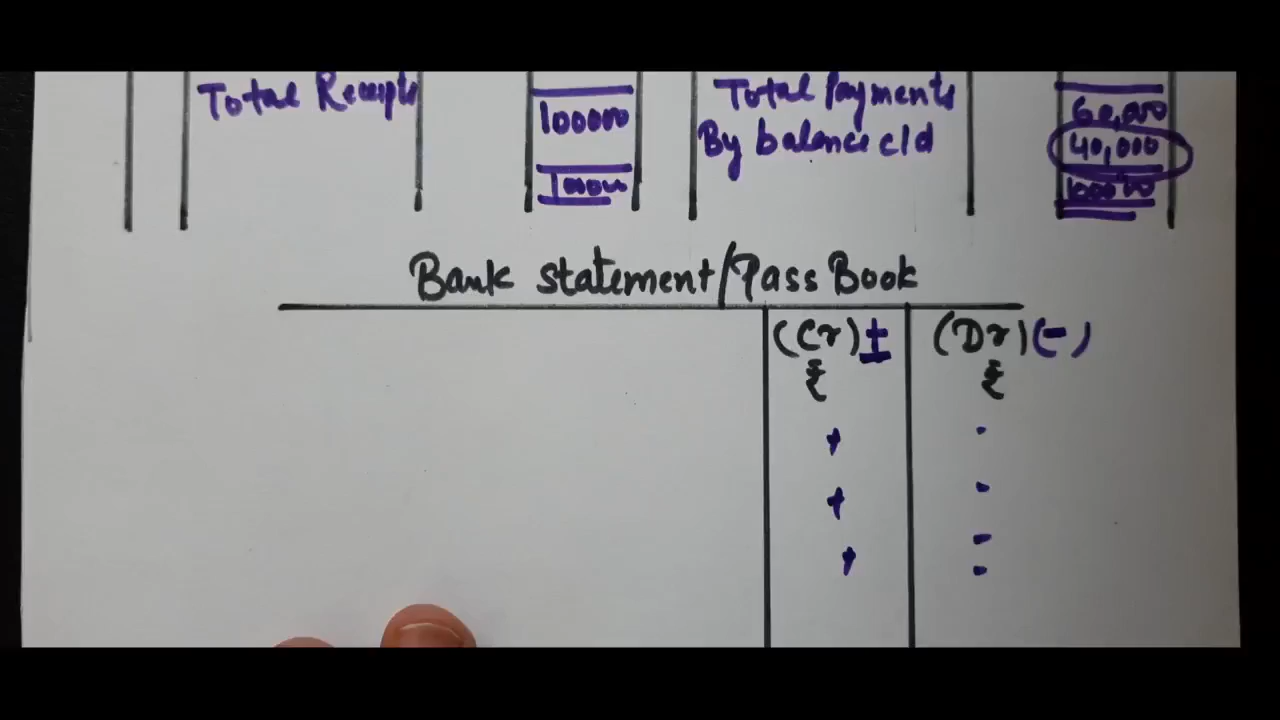 Total Receipts Total Payments 60,000
100000 By balance c/d 40,000
100000 100000
Bank statement/Pass Book
(Cr) + (Dr) (-)
₹ ₹
+ -
+ -
+ -
-